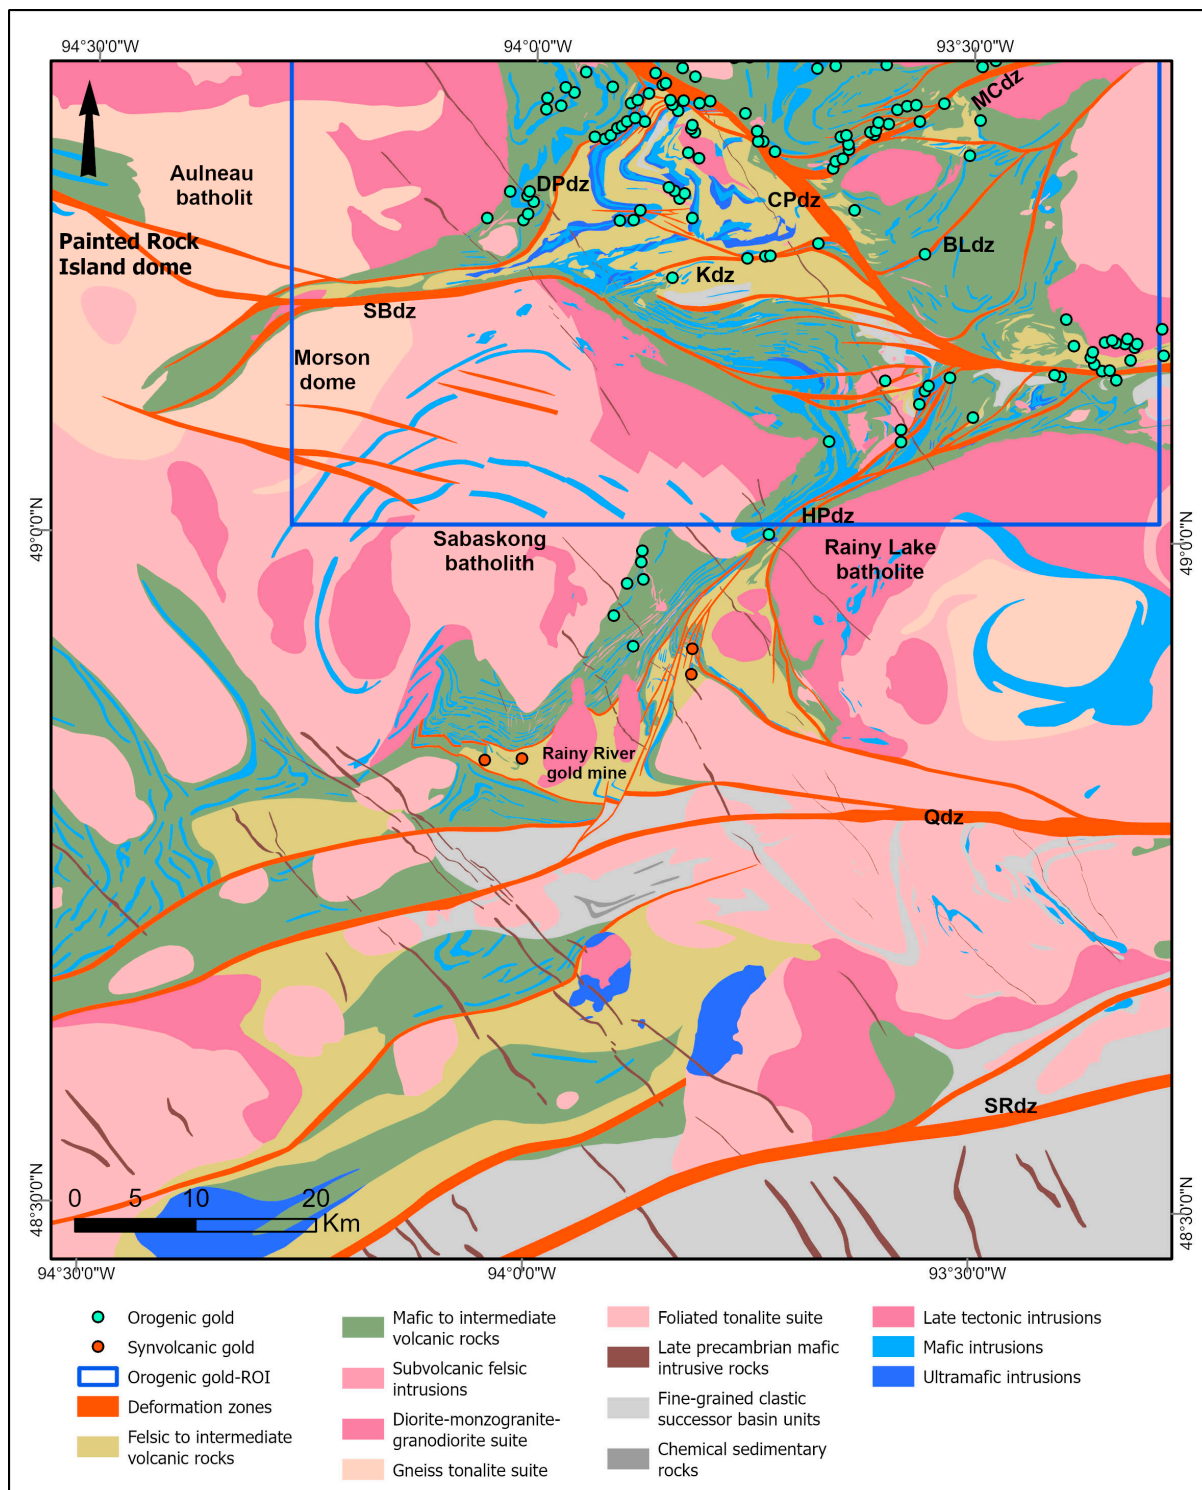 94°30'0"W 94°0'0"W 93°30'0"W
MCdz
Aulneau
batholit
DPdz
CPdz
Painted Rock
Island dome
BLdz
Kdz
SBdz
Morson
dome
49°0'0"N
49°0'0"N
HPdz
Sabaskong
batholith
Rainy Lake
batholite
Rainy River
gold mine
Qdz
SRdz
48°30'0"N
48°30'0"N
0 5 10 20
Km
94°30'0"W 94°0'0"W 93°30'0"W
Orogenic gold
Synvolcanic gold
Orogenic gold-ROI
Deformation zones
Felsic to intermediate
volcanic rocks
Mafic to intermediate
volcanic rocks
Subvolcanic felsic
intrusions
Diorite-monzogranite-
granodiorite suite
Gneiss tonalite suite
Foliated tonalite suite
Late precambrian mafic
intrusive rocks
Fine-grained clastic
successor basin units
Chemical sedimentary
rocks
Late tectonic intrusions
Mafic intrusions
Ultramafic intrusions